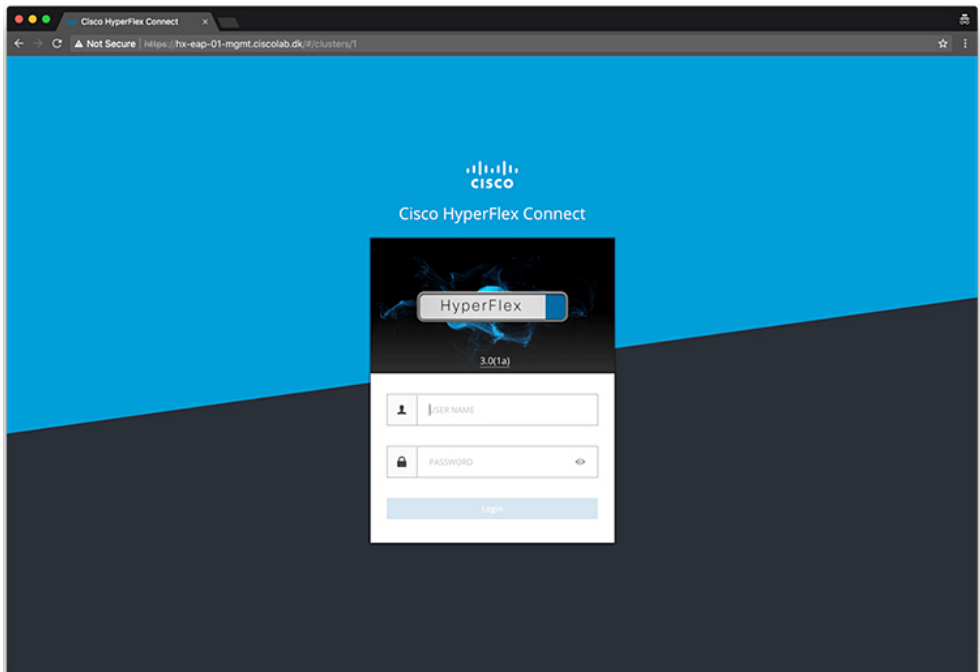 Cisco HyperFlex Connect
Not Secure | https://hx-eap-01-mgmt.ciscolab.dk/#/clusters/1
CISCO
Cisco HyperFlex Connect
HyperFlex
3.0(1a)
USER NAME
PASSWORD
Login